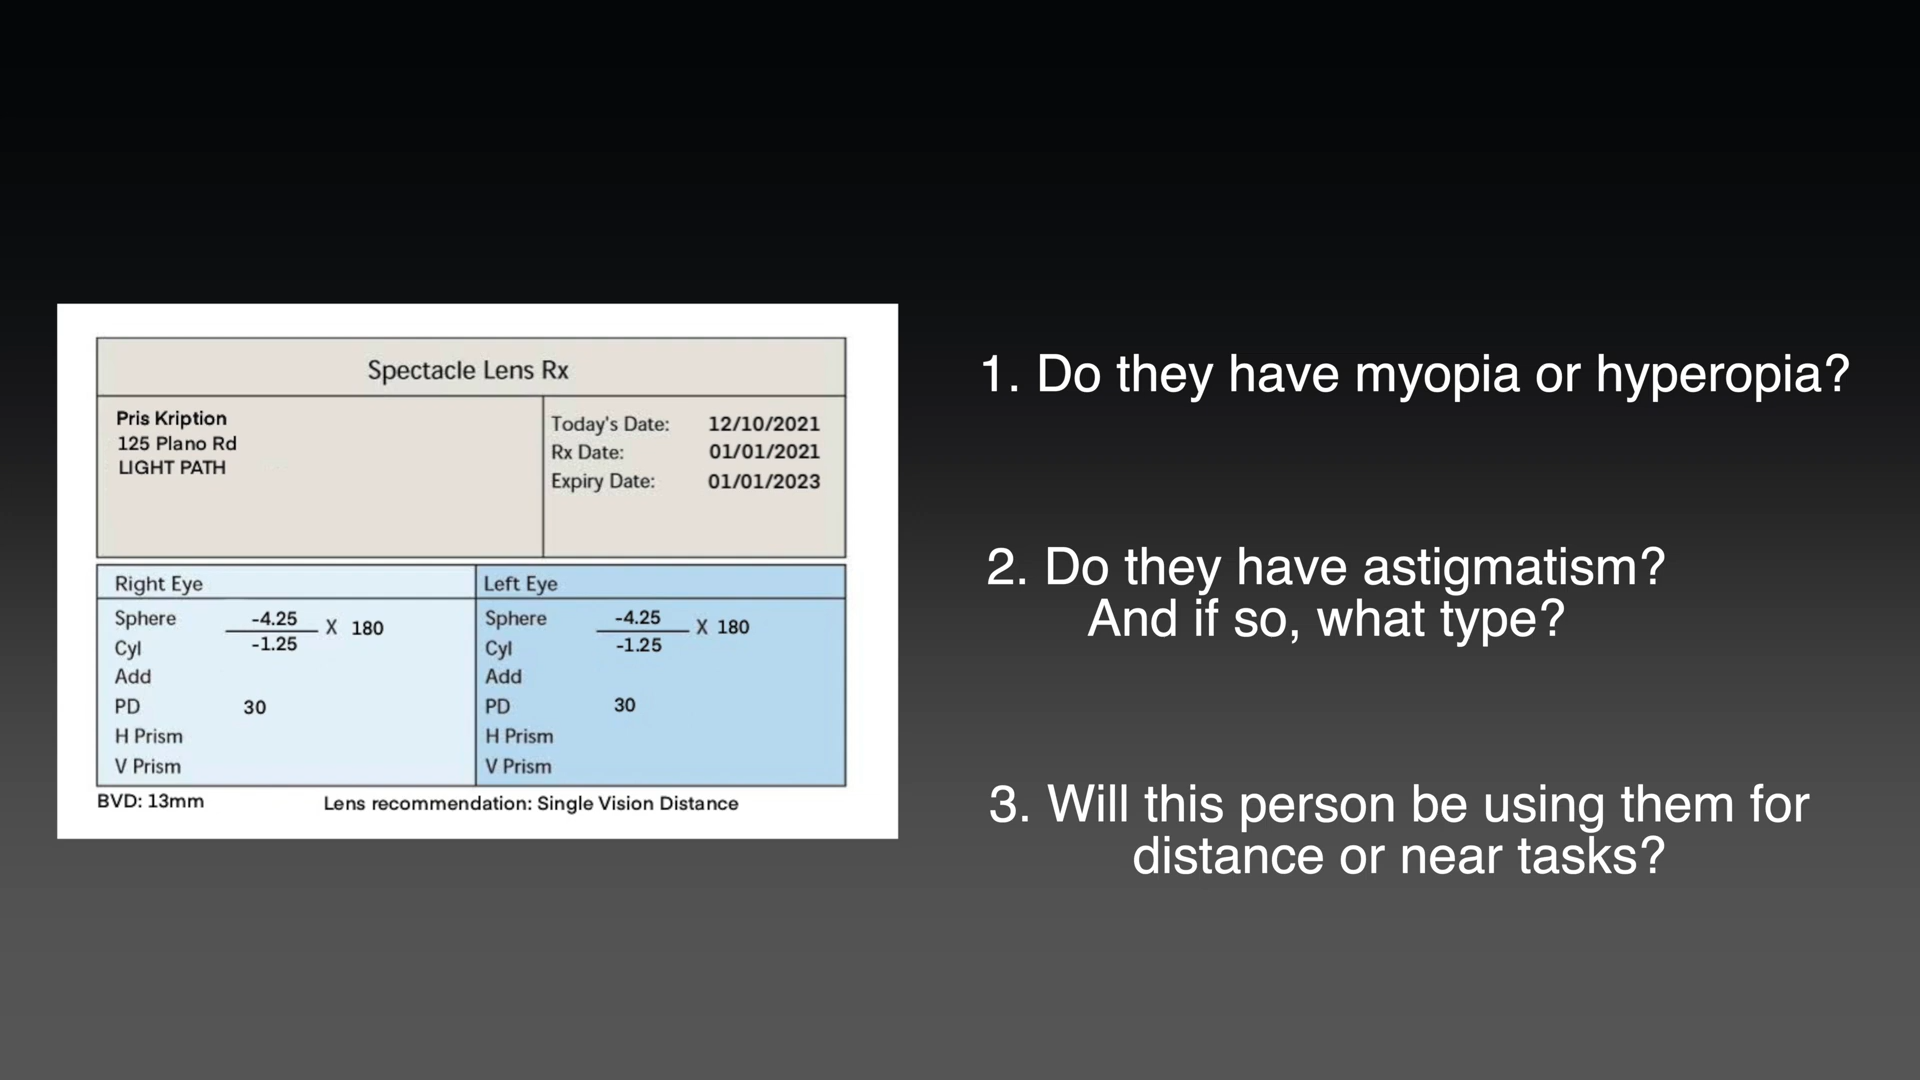 Spectacle Lens Rx
Pris Kription
125 Plano Rd
LIGHT PATH
Today's Date: 12/10/2021
Rx Date: 01/01/2021
Expiry Date: 01/01/2023
Right Eye
Sphere -4.25 X 180
Cyl -1.25
Add
PD 30
H Prism
V Prism
Left Eye
Sphere -4.25 X 180
Cyl -1.25
Add
PD 30
H Prism
V Prism
BVD: 13mm
Lens recommendation: Single Vision Distance
1. Do they have myopia or hyperopia?
2. Do they have astigmatism?
And if so, what type?
3. Will this person be using them for
distance or near tasks?